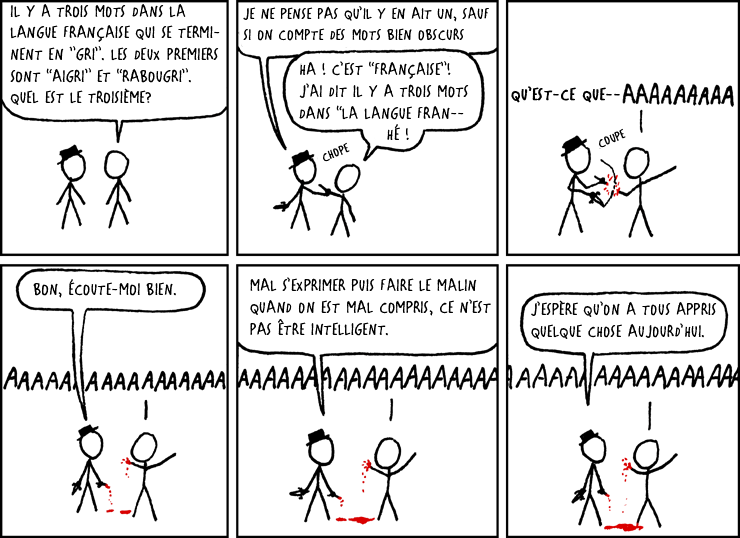 IL Y A TROIS MOTS DANS LA
LANGUE FRANÇAISE QUI SE TERMI-
NENT EN "GRI". LES DEUX PREMIERS
SONT "AIGRI" ET "RABOUGRI".
QUEL EST LE TROISIÈME?
JE NE PENSE PAS QU'IL Y EN AIT UN, SAUF
SI ON COMPTE DES MOTS BIEN OBSCURS
HA ! C'EST "FRANÇAISE"!
J'AI DIT IL Y A TROIS MOTS
DANS "LA LANGUE FRAN--
HÉ !
CHOPE
QU'EST-CE QUE--AAAAAAAAA
COUPE
BON, ÉCOUTE-MOI BIEN.
AAAAAAAAAAAAAAA
MAL S'EXPRIMER PUIS FAIRE LE MALIN
QUAND ON EST MAL COMPRIS, CE N'EST
PAS ÊTRE INTELLIGENT.
AAAAAAAAAAAAAAAAAA
J'ESPÈRE QU'ON A TOUS APPRIS
QUELQUE CHOSE AUJOURD'HUI.
AAAAAAAAAAAAAAA